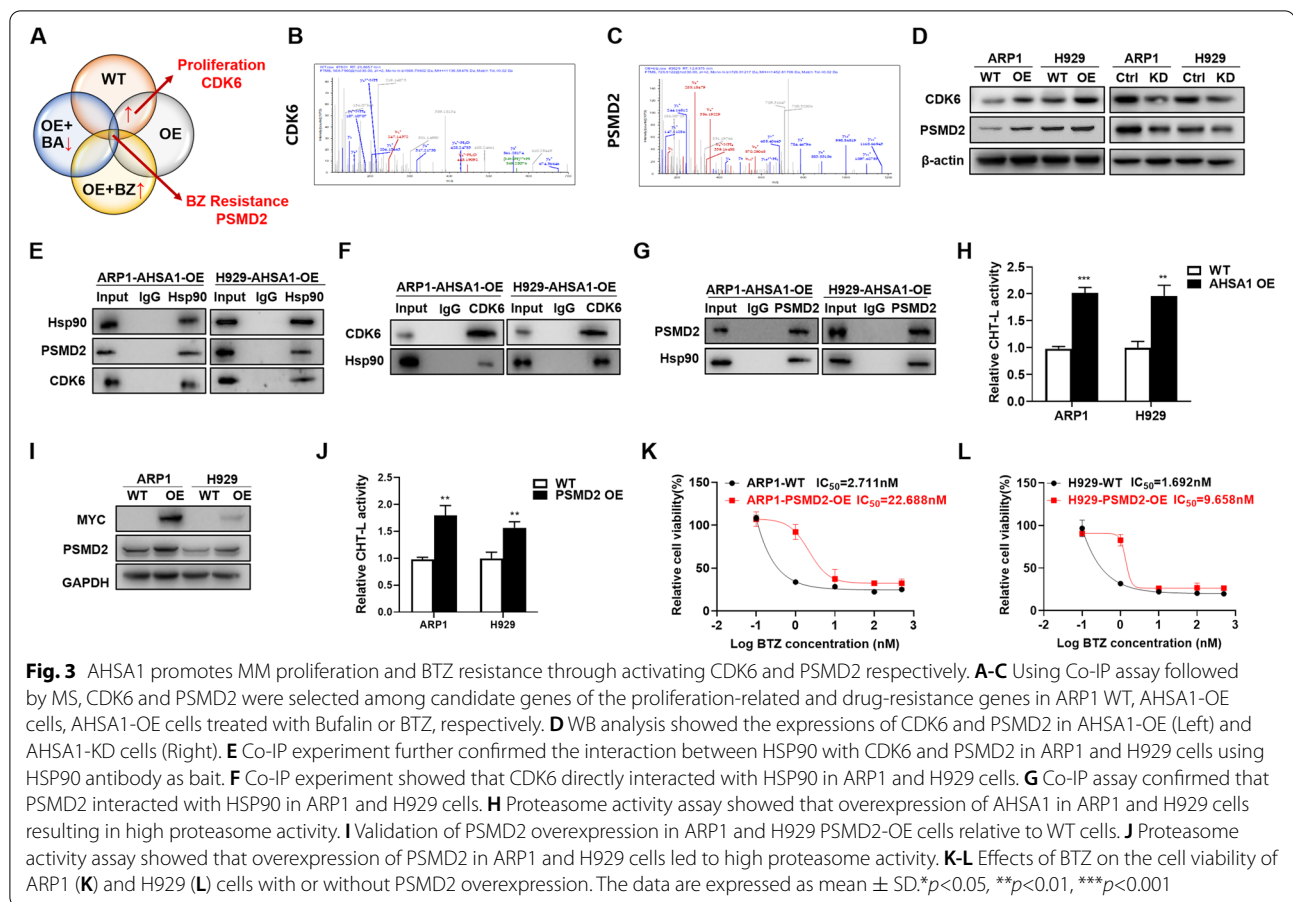 A
WT
OE
OE+
BA↓
OE+BZ↑
↑
Proliferation
CDK6
BZ Resistance
PSMD2
B
CDK6
C
PSMD2
D
ARP1 H929 ARP1 H929
WT OE WT OE Ctrl KD Ctrl KD
CDK6
PSMD2
β-actin
E
ARP1-AHSA1-OE H929-AHSA1-OE
Input IgG Hsp90 Input IgG Hsp90
Hsp90
PSMD2
CDK6
F
ARP1-AHSA1-OE H929-AHSA1-OE
Input IgG CDK6 Input IgG CDK6
CDK6
Hsp90
G
ARP1-AHSA1-OE H929-AHSA1-OE
Input IgG PSMD2 Input IgG PSMD2
PSMD2
Hsp90
H
Relative CHT-L activity
2.5
2.0
1.5
1.0
0.5
0.0
*** **
WT
AHSA1 OE
ARP1 H929
I
ARP1 H929
WT OE WT OE
MYC
PSMD2
GAPDH
J
Relative CHT-L activity
2.5
2.0
1.5
1.0
0.5
0.0
** **
WT
PSMD2 OE
ARP1 H929
K
Relative cell viability(%)
ARP1-WT IC50=2.711nM
ARP1-PSMD2-OE IC50=22.688nM
150
100
50
0
-2 -1 0 1 2 3
Log BTZ concentration (nM)
L
Relative cell viability(%)
H929-WT IC50=1.692nM
H929-PSMD2-OE IC50=9.658nM
150
100
50
0
-2 -1 0 1 2 3
Log BTZ concentration (nM)
Fig. 3 AHSA1 promotes MM proliferation and BTZ resistance through activating CDK6 and PSMD2 respectively. A-C Using Co-IP assay followed
by MS, CDK6 and PSMD2 were selected among candidate genes of the proliferation-related and drug-resistance genes in ARP1 WT, AHSA1-OE
cells, AHSA1-OE cells treated with Bufalin or BTZ, respectively. D WB analysis showed the expressions of CDK6 and PSMD2 in AHSA1-OE (Left) and
AHSA1-KD cells (Right). E Co-IP experiment further confirmed the interaction between HSP90 with CDK6 and PSMD2 in ARP1 and H929 cells using
HSP90 antibody as bait. F Co-IP experiment showed that CDK6 directly interacted with HSP90 in ARP1 and H929 cells. G Co-IP assay confirmed that
PSMD2 interacted with HSP90 in ARP1 and H929 cells. H Proteasome activity assay showed that overexpression of AHSA1 in ARP1 and H929 cells
resulting in high proteasome activity. I Validation of PSMD2 overexpression in ARP1 and H929 PSMD2-OE cells relative to WT cells. J Proteasome
activity assay showed that overexpression of PSMD2 in ARP1 and H929 cells led to high proteasome activity. K-L Effects of BTZ on the cell viability of
ARP1 (K) and H929 (L) cells with or without PSMD2 overexpression. The data are expressed as mean ± SD.*p<0.05, **p<0.01, ***p<0.001